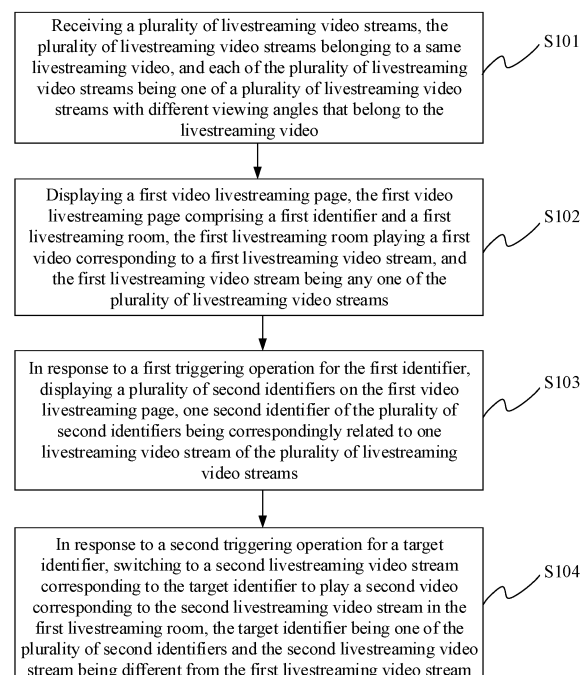 Receiving a plurality of livestreaming video streams, the
plurality of livestreaming video streams belonging to a same
livestreaming video, and each of the plurality of livestreaming
video streams being one of a plurality of livestreaming video
streams with different viewing angles that belong to the
livestreaming video
S101
Displaying a first video livestreaming page, the first video
livestreaming page comprising a first identifier and a first
livestreaming room, the first livestreaming room playing a first
video corresponding to a first livestreaming video stream, and
the first livestreaming video stream being any one of the
plurality of livestreaming video streams
S102
In response to a first triggering operation for the first identifier,
displaying a plurality of second identifiers on the first video
livestreaming page, one second identifier of the plurality of
second identifiers being correspondingly related to one
livestreaming video stream of the plurality of livestreaming
video streams
S103
In response to a second triggering operation for a target
identifier, switching to a second livestreaming video stream
corresponding to the target identifier to play a second video
corresponding to the second livestreaming video stream in the
first livestreaming room, the target identifier being one of the
plurality of second identifiers and the second livestreaming video
stream being different from the first livestreaming video stream
S104